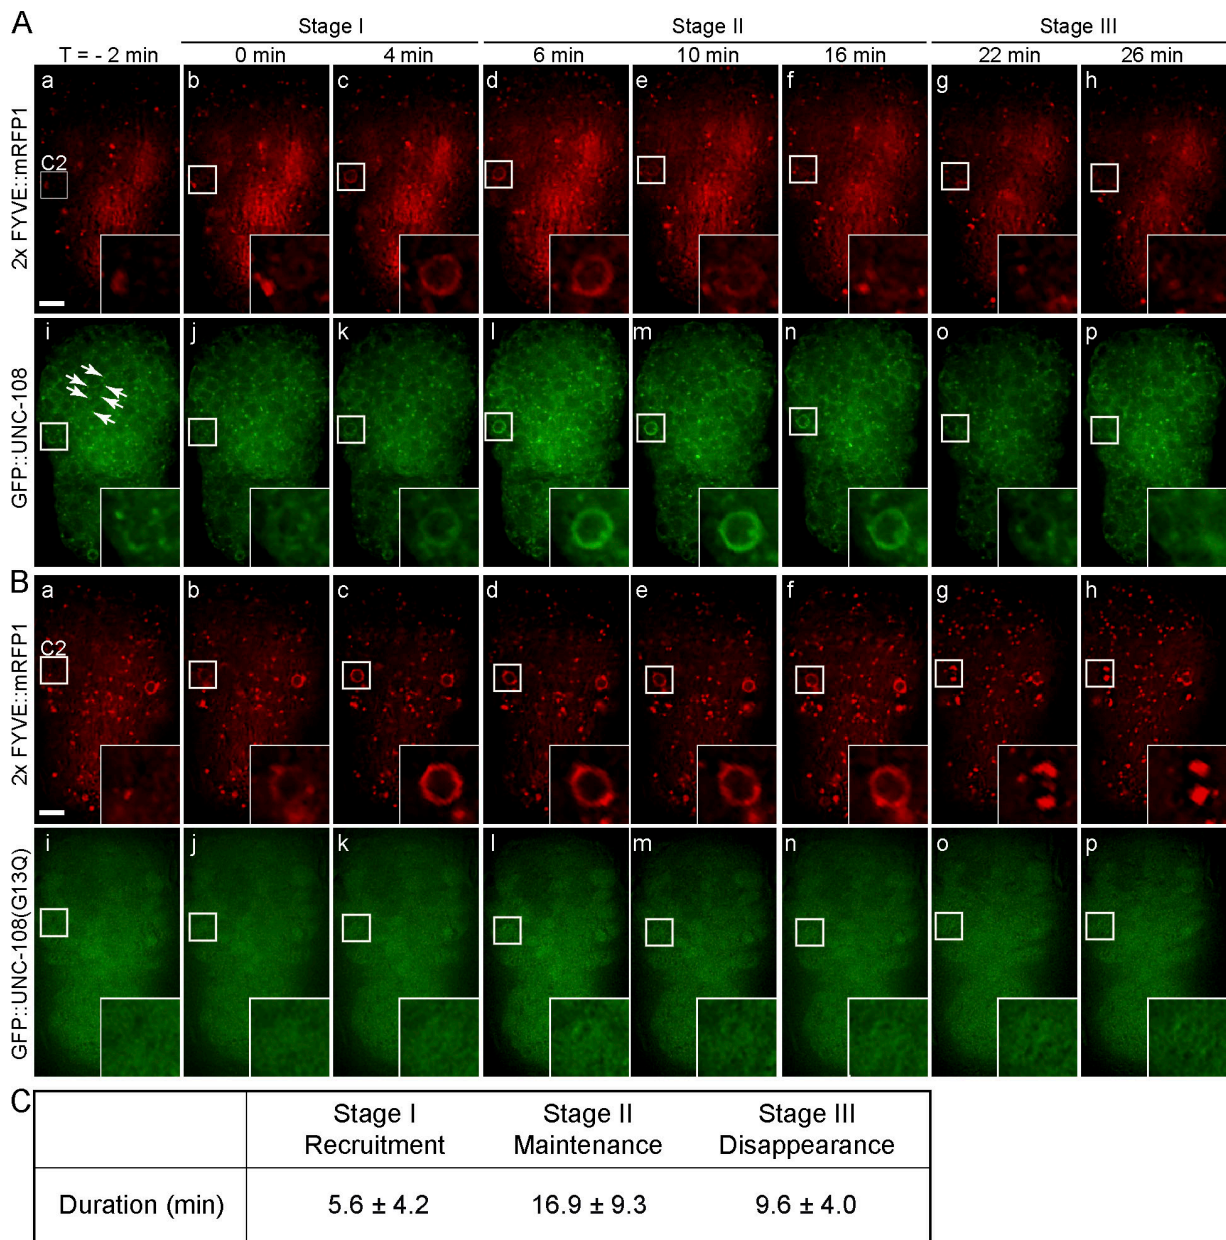 A
Stage I
Stage II
Stage III
T = - 2 min
0 min
4 min
6 min
10 min
16 min
22 min
26 min
2x FYVE::mRFP1
a
b
c
d
e
f
g
h
C2
GFP::UNC-108
i
j
k
l
m
n
o
p
B
2x FYVE::mRFP1
a
b
c
d
e
f
g
h
C2
GFP::UNC-108(G13Q)
i
j
k
l
m
n
o
p
C
Stage I
Recruitment
Stage II
Maintenance
Stage III
Disappearance
Duration (min)
5.6 ± 4.2
16.9 ± 9.3
9.6 ± 4.0